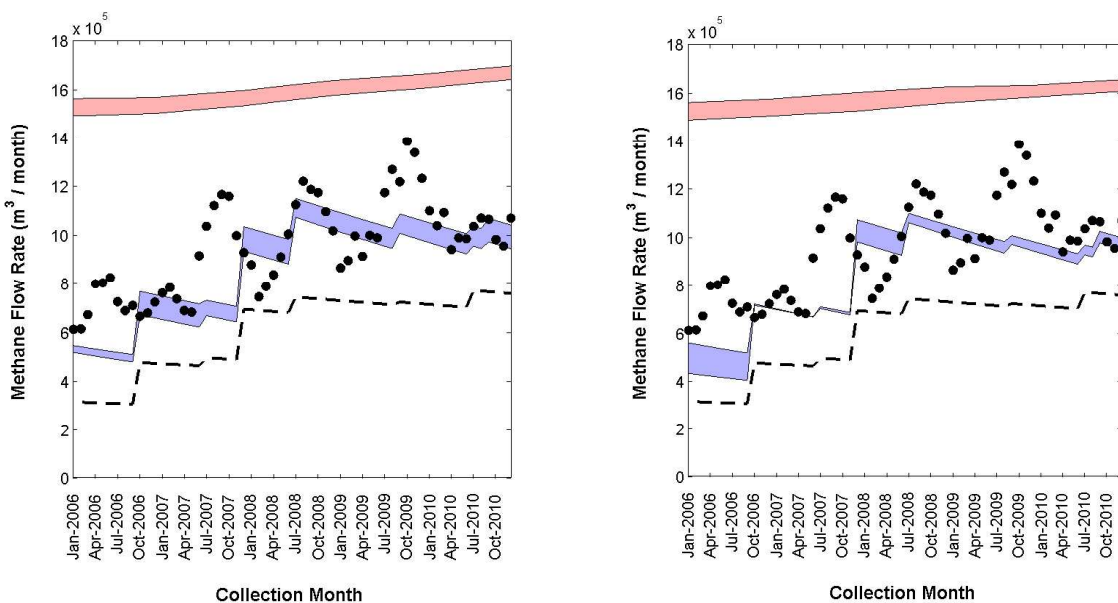 x 10^5
18
16
14
12
10
8
6
4
2
0
Methane Flow Rate (m^3 / month)
Jan-2006
Apr-2006
Jul-2006
Oct-2006
Jan-2007
Apr-2007
Jul-2007
Oct-2007
Jan-2008
Apr-2008
Jul-2008
Oct-2008
Jan-2009
Apr-2009
Jul-2009
Oct-2009
Jan-2010
Apr-2010
Jul-2010
Oct-2010
Collection Month
x 10^5
18
16
14
12
10
8
6
4
2
0
Methane Flow Rate (m^3 / month)
Jan-2006
Apr-2006
Jul-2006
Oct-2006
Jan-2007
Apr-2007
Jul-2007
Oct-2007
Jan-2008
Apr-2008
Jul-2008
Oct-2008
Jan-2009
Apr-2009
Jul-2009
Oct-2009
Jan-2010
Apr-2010
Jul-2010
Oct-2010
Collection Month